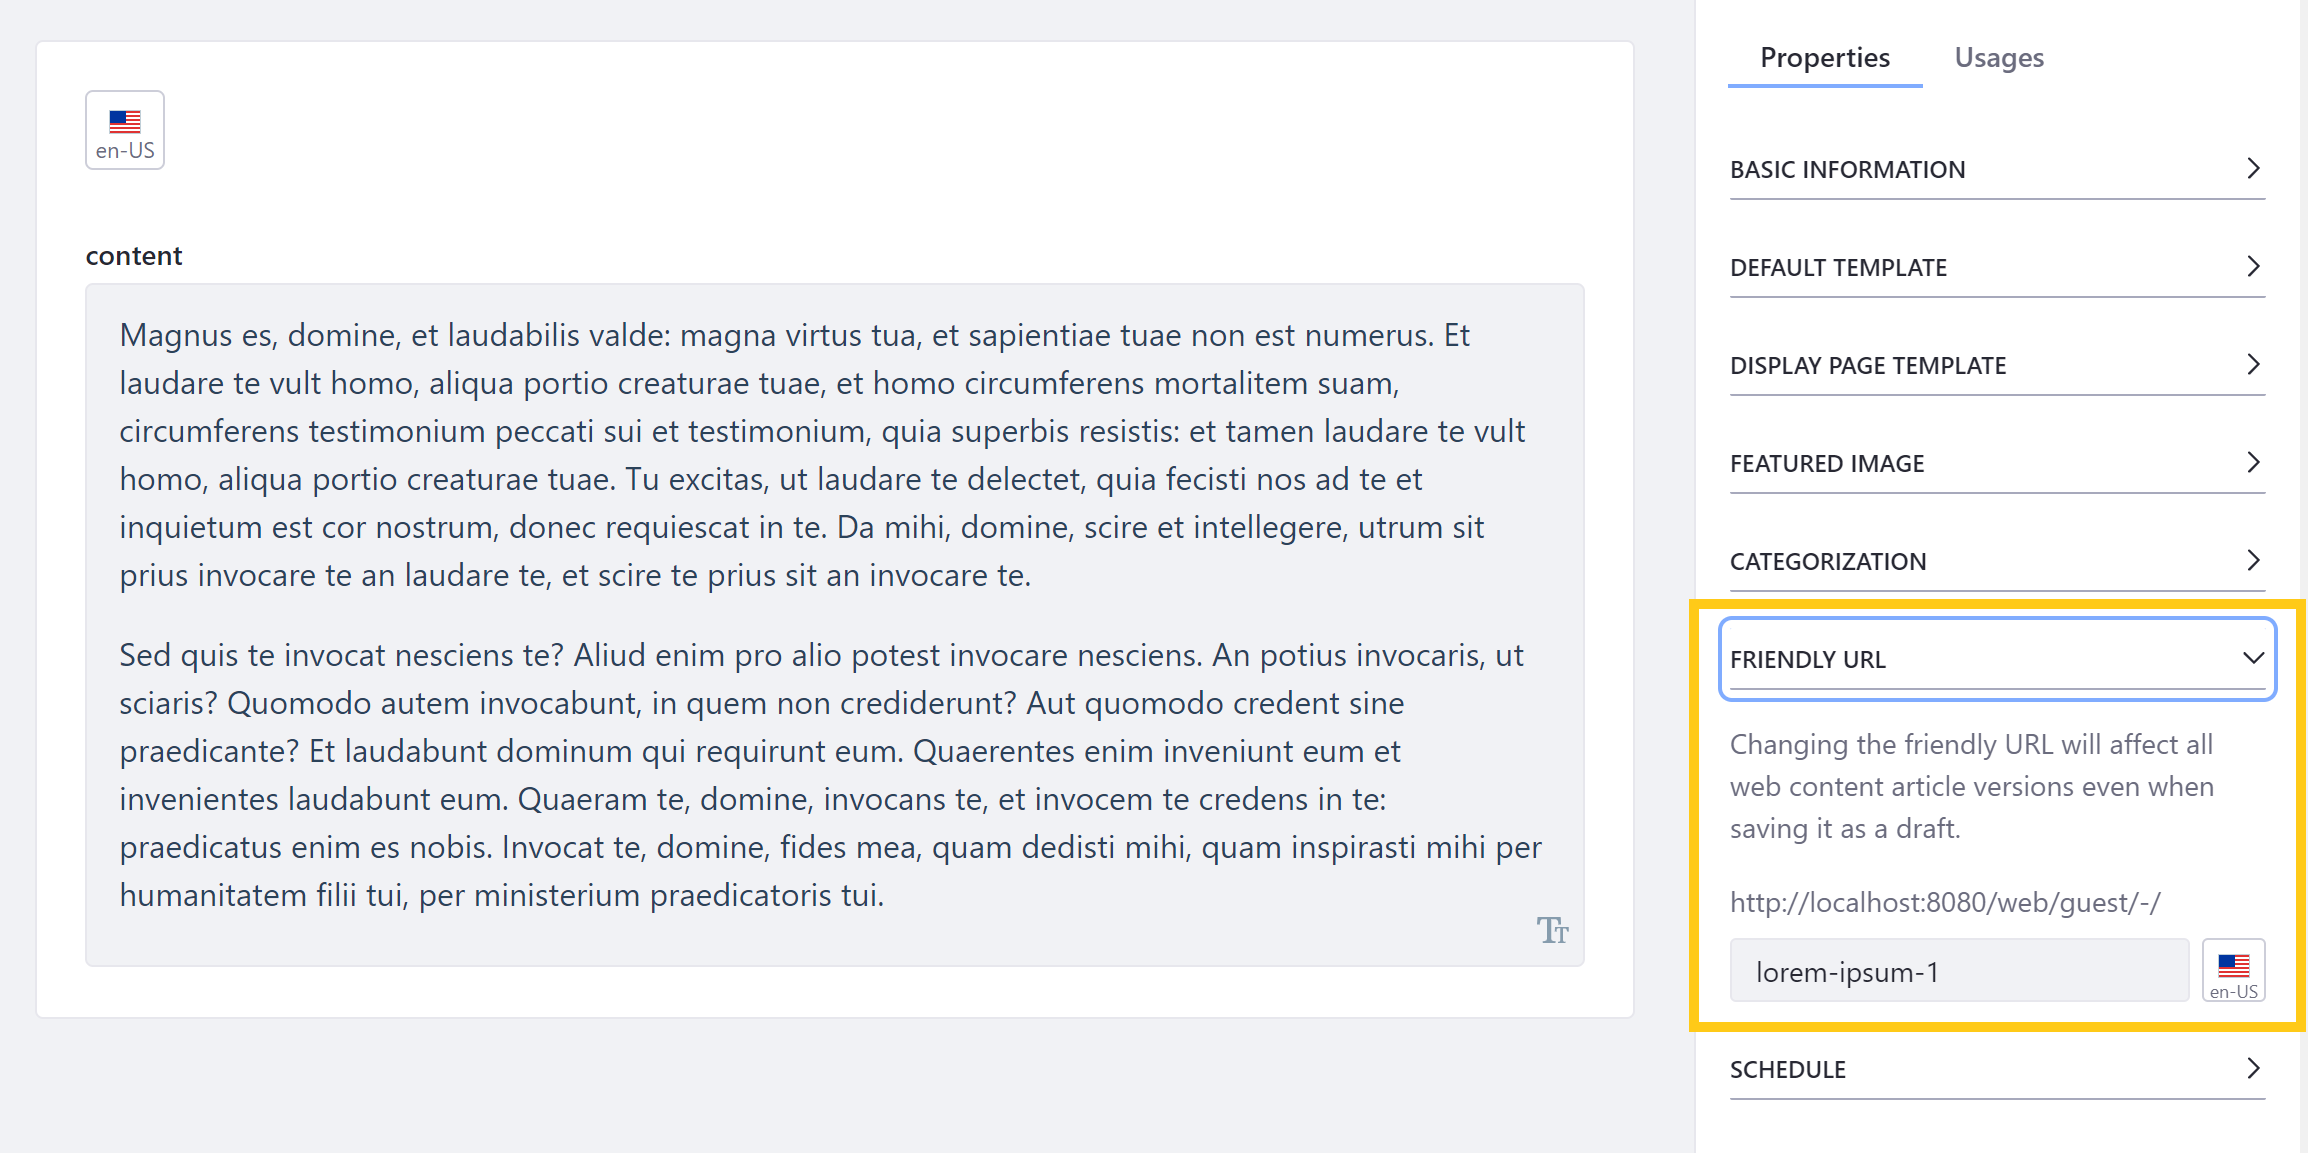 en-US
content
Magnus es, domine, et laudabilis valde: magna virtus tua, et sapientiae tuae non est numerus. Et
laudare te vult homo, aliqua portio creaturae tuae, et homo circumferens mortalitem suam,
circumferens testimonium peccati sui et testimonium, quia superbis resistis: et tamen laudare te vult
homo, aliqua portio creaturae tuae. Tu excitas, ut laudare te delectet, quia fecisti nos ad te et
inquietum est cor nostrum, donec requiescat in te. Da mihi, domine, scire et intellegere, utrum sit
prius invocare te an laudare te, et scire te prius sit an invocare te.
Sed quis te invocat nesciens te? Aliud enim pro alio potest invocare nesciens. An potius invocaris, ut
sciaris? Quomodo autem invocabunt, in quem non crediderunt? Aut quomodo credent sine
praedicante? Et laudabunt dominum qui requirunt eum. Quaerentes enim inveniunt eum et
invenientes laudabunt eum. Quaeram te, domine, invocans te, et invocem te credens in te:
praedicatus enim es nobis. Invocat te, domine, fides mea, quam dedisti mihi, quam inspirasti mihi per
humanitatem filii tui, per ministerium praedicatoris tui.
TT
Properties Usages
BASIC INFORMATION
DEFAULT TEMPLATE
DISPLAY PAGE TEMPLATE
FEATURED IMAGE
CATEGORIZATION
FRIENDLY URL
Changing the friendly URL will affect all
web content article versions even when
saving it as a draft.
http://localhost:8080/web/guest/-/
lorem-ipsum-1
en-US
SCHEDULE